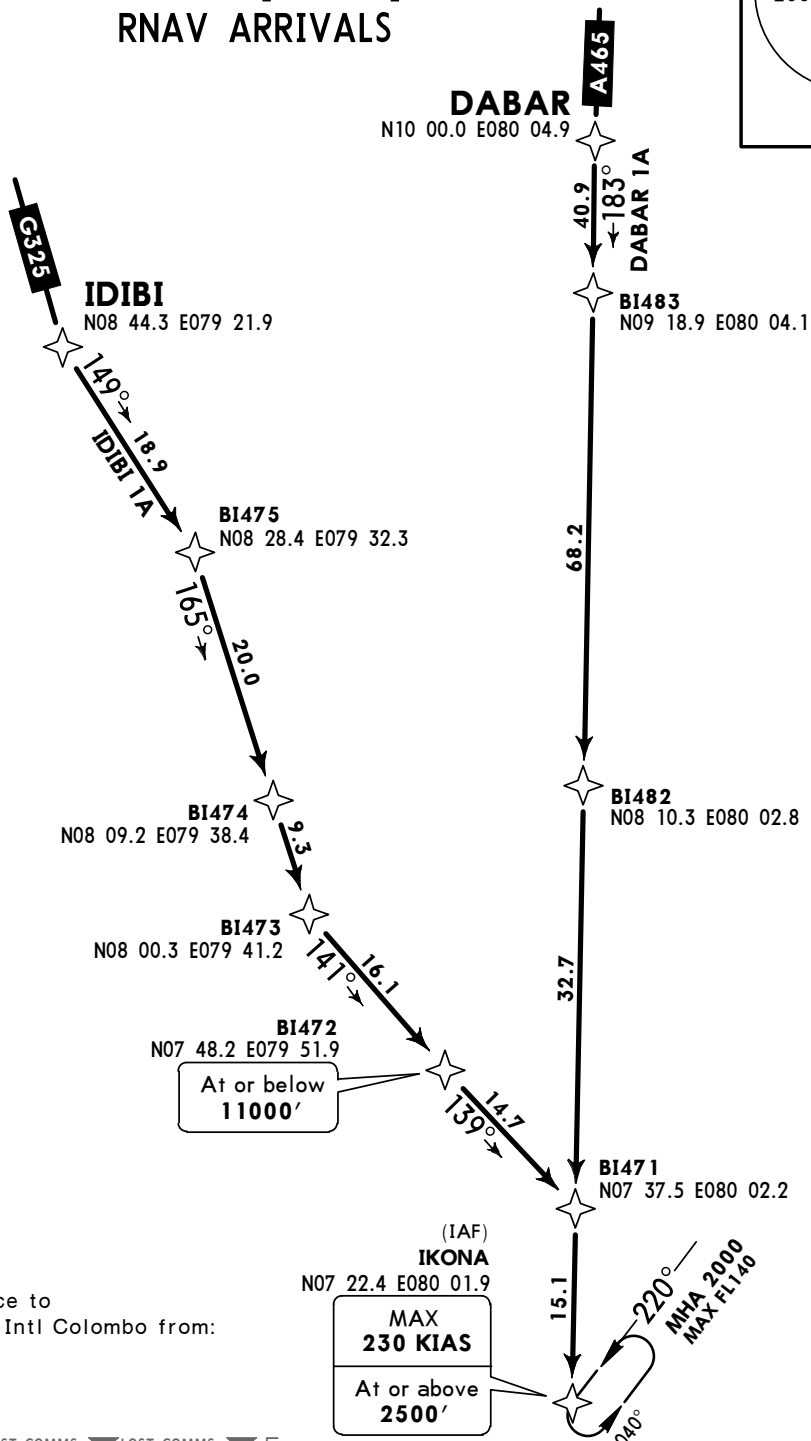 RNAV ARRIVALS
A465
DABAR
N10 00.0 E080 04.9
40.9
183°
DABAR 1A
BI483
N09 18.9 E080 04.1
G325
IDIBI
N08 44.3 E079 21.9
149°
18.9
IDIBI 1A
BI475
N08 28.4 E079 32.3
165°
20.0
68.2
BI474
N08 09.2 E079 38.4
9.3
BI482
N08 10.3 E080 02.8
BI473
N08 00.3 E079 41.2
141°
16.1
32.7
BI472
N07 48.2 E079 51.9
At or below
11000'
14.7
139°
BI471
N07 37.5 E080 02.2
(IAF)
IKONA
N07 22.4 E080 01.9
MAX
230 KIAS
At or above
2500'
15.1
220°
MHA 2000
MAX FL140
040°
ce to
Intl Colombo from: